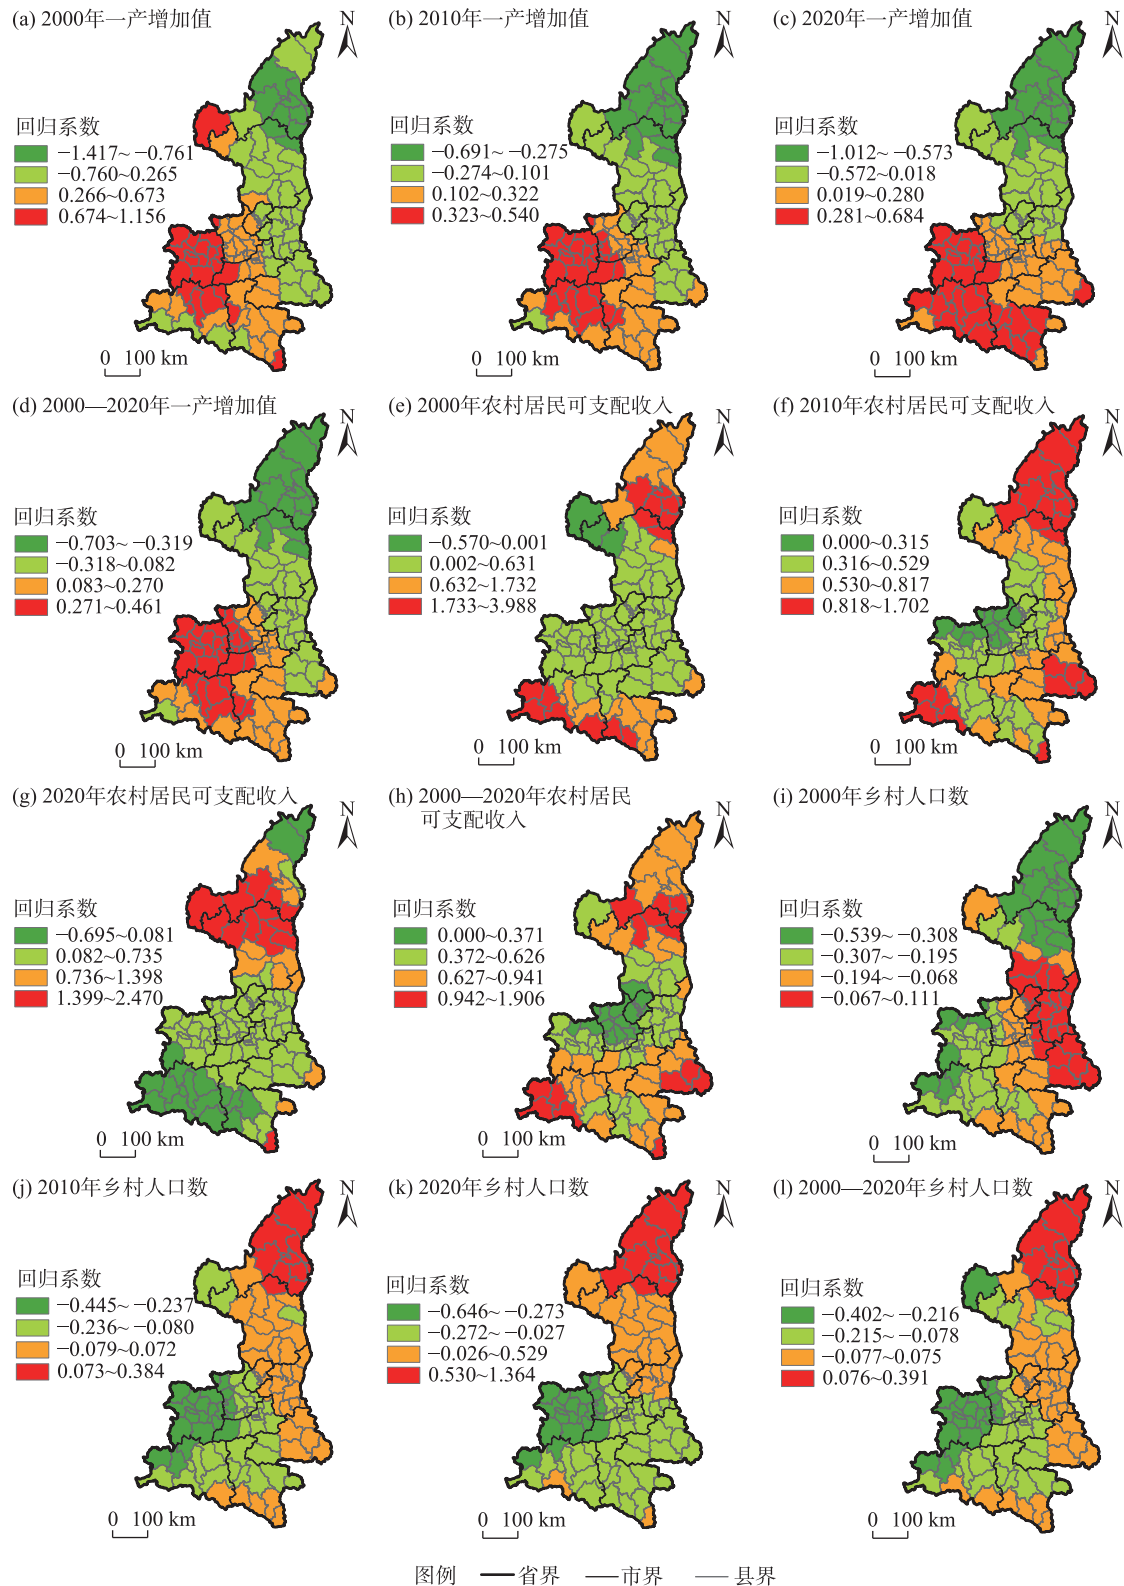 (a) 2000年一产增加值
N
回归系数
−1.417~−0.761
−0.760~0.265
0.266~0.673
0.674~1.156
0 100 km
(b) 2010年一产增加值
N
回归系数
−0.691~−0.275
−0.274~0.101
0.102~0.322
0.323~0.540
0 100 km
(c) 2020年一产增加值
N
回归系数
−1.012~−0.573
−0.572~0.018
0.019~0.280
0.281~0.684
0 100 km
(d) 2000—2020年一产增加值
N
回归系数
−0.703~−0.319
−0.318~0.082
0.083~0.270
0.271~0.461
0 100 km
(e) 2000年农村居民可支配收入
N
回归系数
−0.570~0.001
0.002~0.631
0.632~1.732
1.733~3.988
0 100 km
(f) 2010年农村居民可支配收入
N
回归系数
0.000~0.315
0.316~0.529
0.530~0.817
0.818~1.702
0 100 km
(g) 2020年农村居民可支配收入
N
回归系数
−0.695~0.081
0.082~0.735
0.736~1.398
1.399~2.470
0 100 km
(h) 2000—2020年农村居民
可支配收入
N
回归系数
0.000~0.371
0.372~0.626
0.627~0.941
0.942~1.906
0 100 km
(i) 2000年乡村人口数
N
回归系数
−0.539~−0.308
−0.307~−0.195
−0.194~−0.068
−0.067~0.111
0 100 km
(j) 2010年乡村人口数
N
回归系数
−0.445~−0.237
−0.236~−0.080
−0.079~0.072
0.073~0.384
0 100 km
(k) 2020年乡村人口数
N
回归系数
−0.646~−0.273
−0.272~−0.027
−0.026~0.529
0.530~1.364
0 100 km
(l) 2000—2020年乡村人口数
N
回归系数
−0.402~−0.216
−0.215~−0.078
−0.077~0.075
0.076~0.391
0 100 km
图例 省界 市界 县界